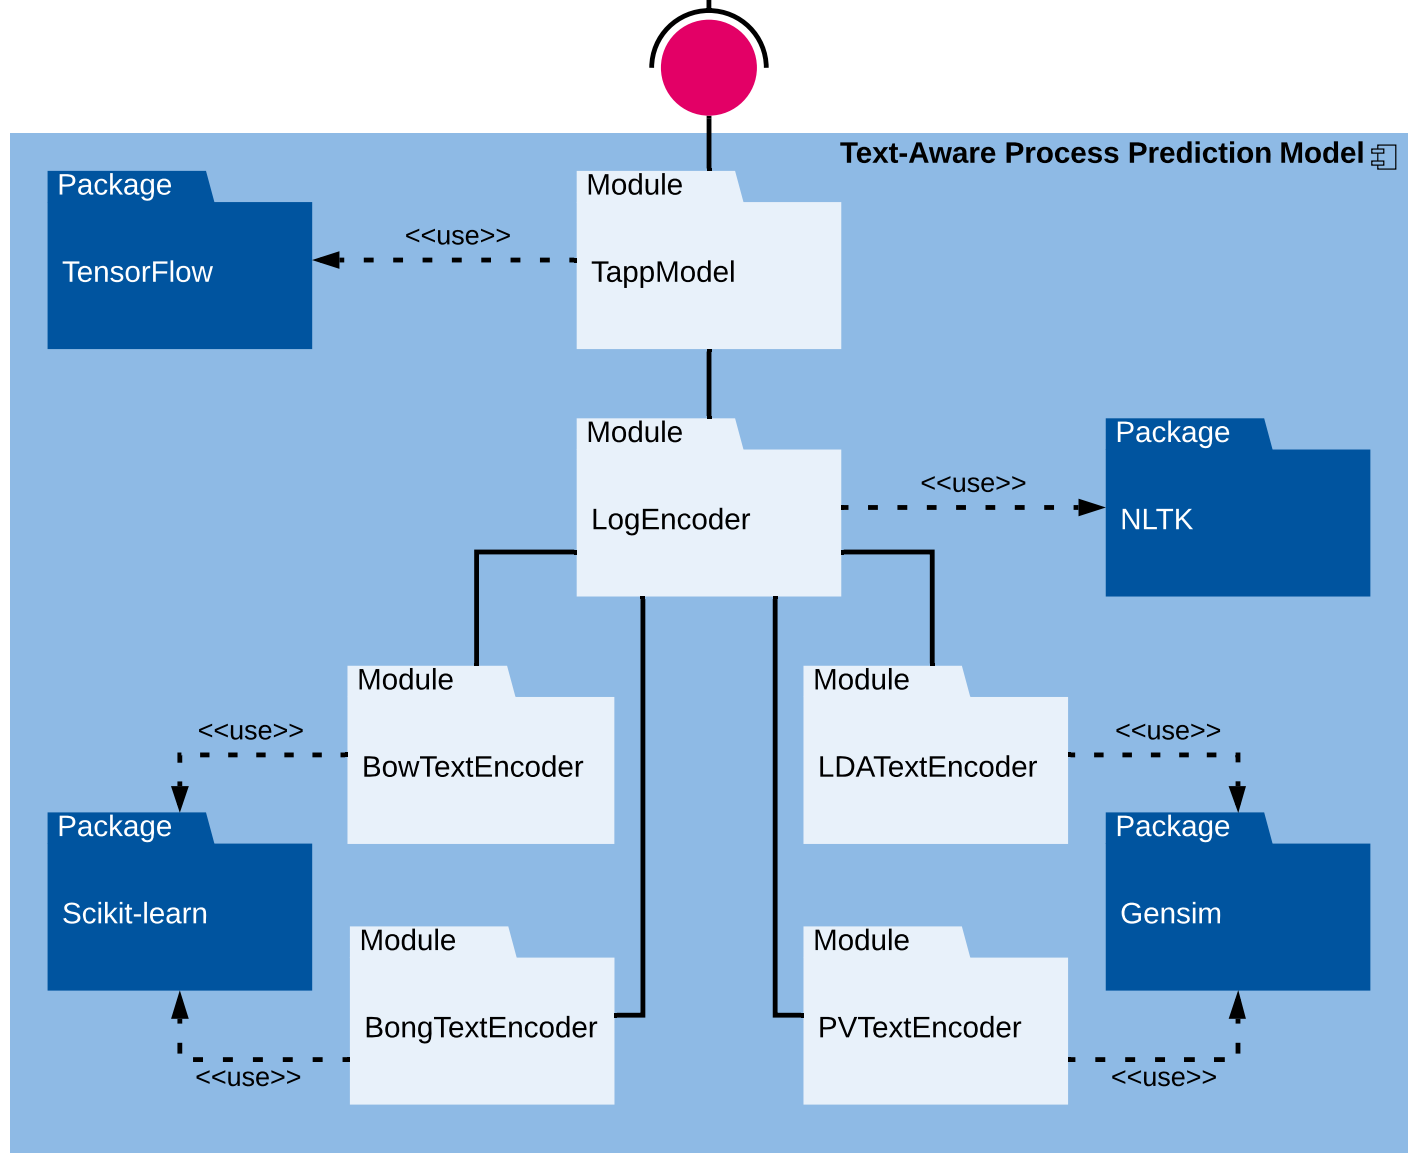 Text-Aware Process Prediction Model
Package
TensorFlow
<<use>>
Module
TappModel
Module
LogEncoder
<<use>>
Package
NLTK
Module
BowTextEncoder
<<use>>
Module
LDATextEncoder
<<use>>
Package
Scikit-learn
Package
Gensim
Module
BongTextEncoder
<<use>>
Module
PVTextEncoder
<<use>>